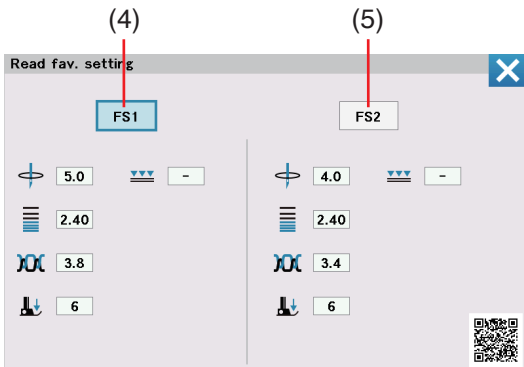 (4) (5)
Read fav. setting
FS1 FS2
5.0 - 4.0 -
2.40 2.40
3.8 3.4
6 6